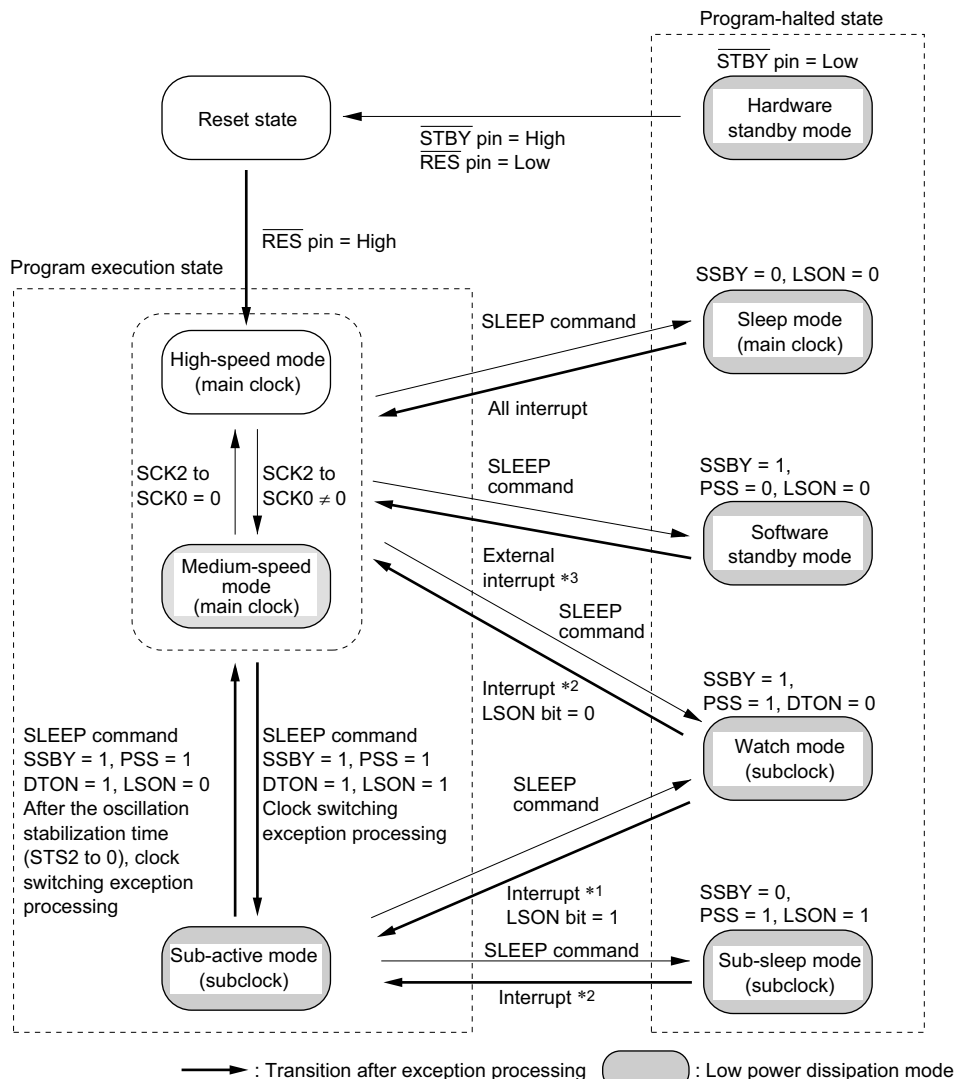 Program-halted state
STBY pin = Low
Hardware
standby mode
Reset state
STBY pin = High
RES pin = Low
RES pin = High
Program execution state
SSBY = 0, LSON = 0
Sleep mode
(main clock)
SLEEP command
All interrupt
High-speed mode
(main clock)
SCK2 to
SCK0 = 0
SCK2 to
SCK0 ≠ 0
SLEEP
command
SSBY = 1,
PSS = 0, LSON = 0
Software
standby mode
External
interrupt *3
Medium-speed
mode
(main clock)
SLEEP
command
Interrupt *2
LSON bit = 0
SSBY = 1,
PSS = 1, DTON = 0
Watch mode
(subclock)
SLEEP command
SSBY = 1, PSS = 1
DTON = 1, LSON = 0
After the oscillation
stabilization time
(STS2 to 0), clock
switching exception
processing
SLEEP command
SSBY = 1, PSS = 1
DTON = 1, LSON = 1
Clock switching
exception processing
SLEEP
command
Interrupt *1
LSON bit = 1
SSBY = 0,
PSS = 1, LSON = 1
Sub-active mode
(subclock)
SLEEP command
Interrupt *2
Sub-sleep mode
(subclock)
: Transition after exception processing
: Low power dissipation mode